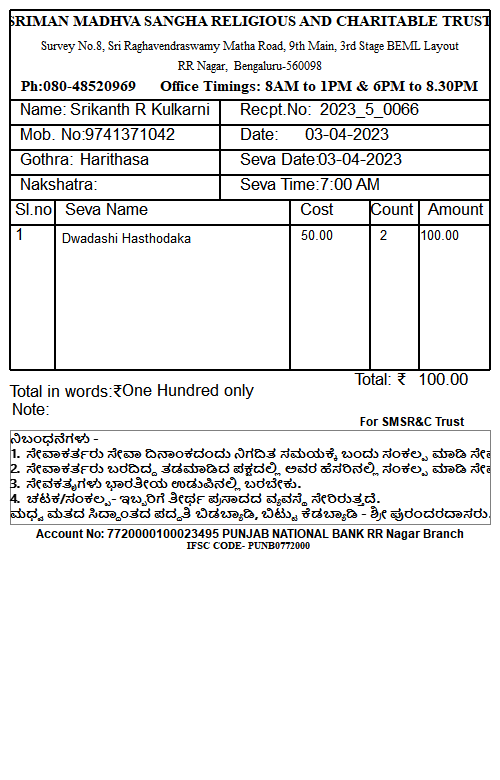 SRIMAN MADHVA SANGHA RELIGIOUS AND CHARITABLE TRUST
Survey No.8, Sri Raghavendraswamy Matha Road, 9th Main, 3rd Stage BEML Layout
RR Nagar, Bengaluru-560098
Ph:080-48520969 Office Timings: 8AM to 1PM & 6PM to 8.30PM
Name: Srikanth R Kulkarni Recpt.No: 2023_5_0066
Mob. No:9741371042 Date: 03-04-2023
Gothra: Harithasa Seva Date:03-04-2023
Nakshatra: Seva Time:7:00 AM
Sl.no Seva Name Cost Count Amount
1 Dwadashi Hasthodaka 50.00 2 100.00
Total: ₹ 100.00
Total in words:₹One Hundred only
Note:
For SMSR&C Trust
ನಿಬಂಧನೆಗಳು -
1. ಸೇವಾಕರ್ತರು ಸೇವಾ ದಿನಾಂಕದಂದು ನಿಗದಿತ ಸಮಯಕ್ಕೆ ಬಂದು ಸಂಕಲ್ಪ ಮಾಡಿ
2. ಸೇವಾಕರ್ತರು ಬರದಿದ್ದ ತಡಮಾಡಿದ ಪಕ್ಷದಲ್ಲಿ ಅವರ ಹೆಸರಿನಲ್ಲಿ ಸಂಕಲ್ಪ ಮಾಡಿ
3. ಸೇವಕತೃಗಳು ಭಾರತೀಯ ಉಡುಪಿನಲ್ಲಿ ಬರಬೇಕು.
4. ಚಟಕ/ಸಂಕಲ್ಪ- ಇಬ್ಬರಿಗೆ ತೀರ್ಥ ಪ್ರಸಾದದ ವ್ಯವಸ್ಥೆ ಸೇರಿರುತ್ತದೆ.
ಮಧ್ವ ಮತದ ಸಿದ್ಧಾಂತದ ಪದ್ಧತಿ ಬಿಡಬ್ಯಾಡಿ, ಬಿಟ್ಟು ಕೆಡಬ್ಯಾಡಿ - ಶ್ರೀ ಪುರಂದರದಾಸರು.
Account No: 7720000100023495 PUNJAB NATIONAL BANK RR Nagar Branch
IFSC CODE- PUNB0772000